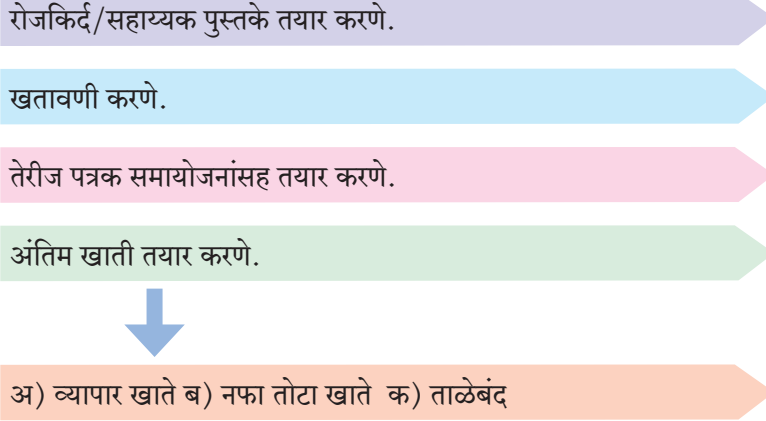 रोजकिर्द/सहाय्यक पुस्तके तयार करणे.
खतावणी करणे.
तेरीज पत्रक समायोजनांसह तयार करणे.
अंतिम खाती तयार करणे.
अ) व्यापार खाते ब) नफा तोटा खाते क) ताळेबंद